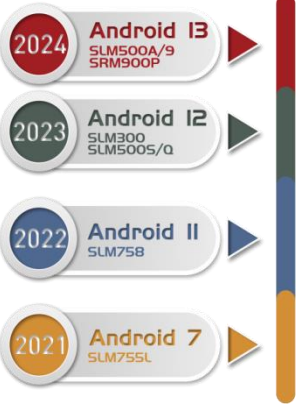 2024
Android 13
SLM500A/9
SRM900P
2023
Android 12
SLM300
SLM500S/Q
2022
Android 11
SLM758
2021
Android 7
SLM755L